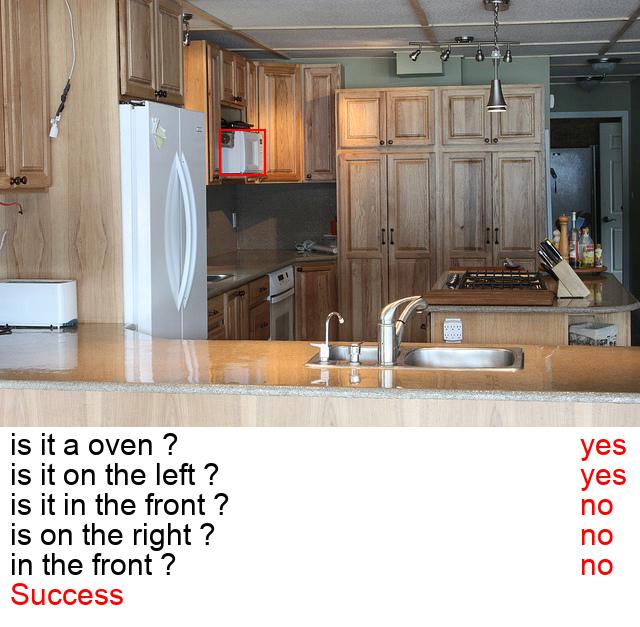 is it a oven ? yes
is it on the left ? yes
is it in the front ? no
is on the right ? no
in the front ? no
Success